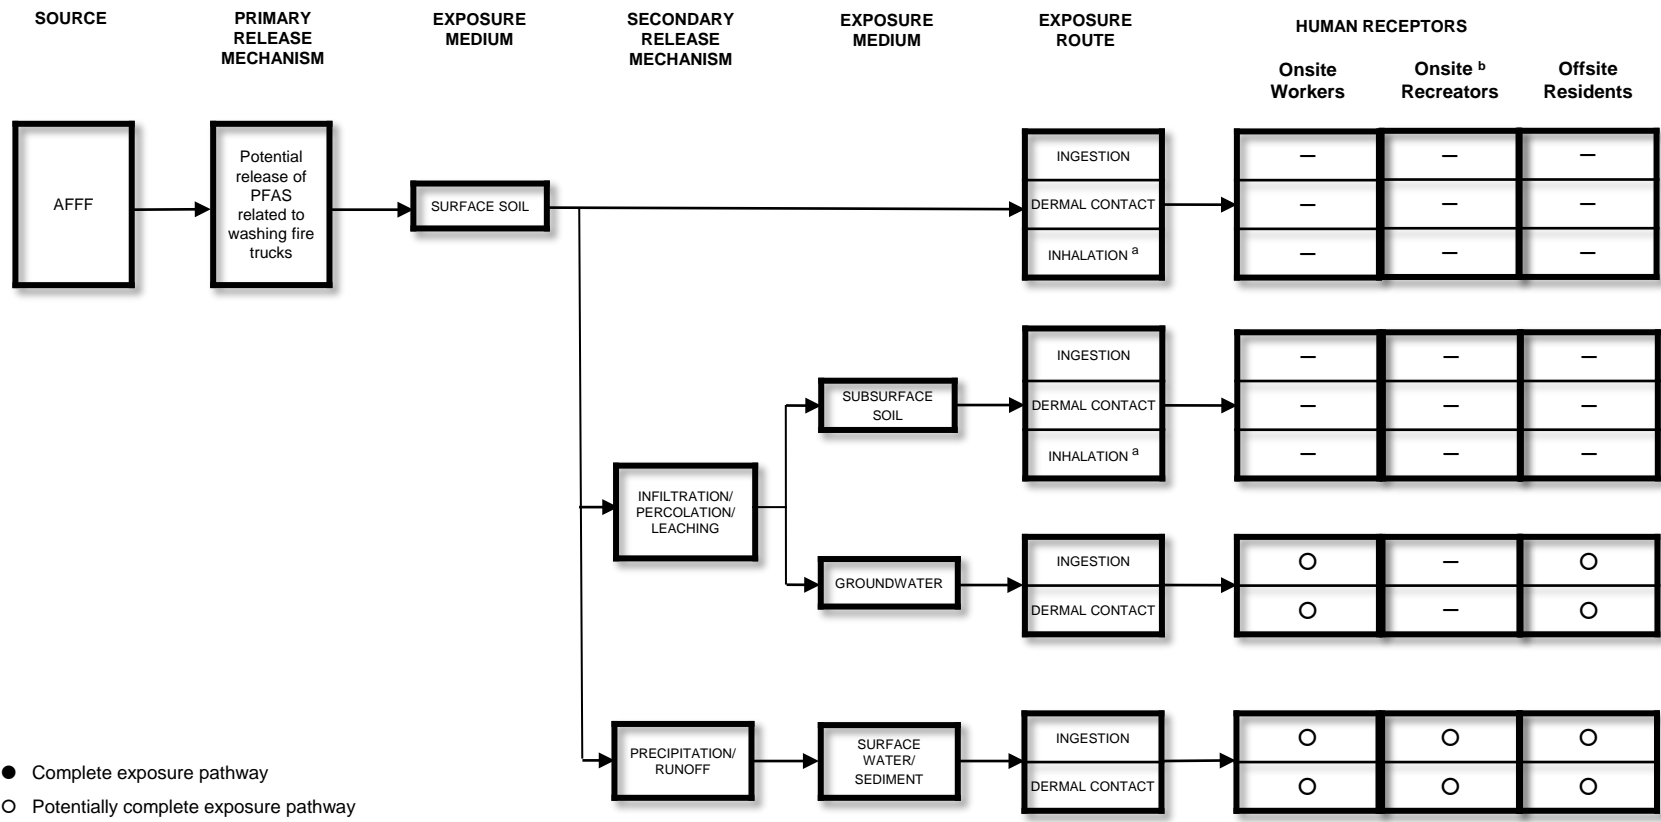 SOURCE
PRIMARY
RELEASE
MECHANISM
EXPOSURE
MEDIUM
SECONDARY
RELEASE
MECHANISM
EXPOSURE
MEDIUM
EXPOSURE
ROUTE
HUMAN RECEPTORS
Onsite
Workers
Onsite b
Recreators
Offsite
Residents
AFFF
Potential
release of
PFAS
related to
washing fire
trucks
SURFACE SOIL
INGESTION
– – –
DERMAL CONTACT
– – –
INHALATION a
– – –
SUBSURFACE
SOIL
INGESTION
– – –
DERMAL CONTACT
– – –
INHALATION a
– – –
INFILTRATION/
PERCOLATION/
LEACHING
GROUNDWATER
INGESTION
○ – ○
DERMAL CONTACT
○ – ○
PRECIPITATION/
RUNOFF
SURFACE
WATER/
SEDIMENT
INGESTION
○ ○ ○
DERMAL CONTACT
○ ○ ○
● Complete exposure pathway
○ Potentially complete exposure pathway